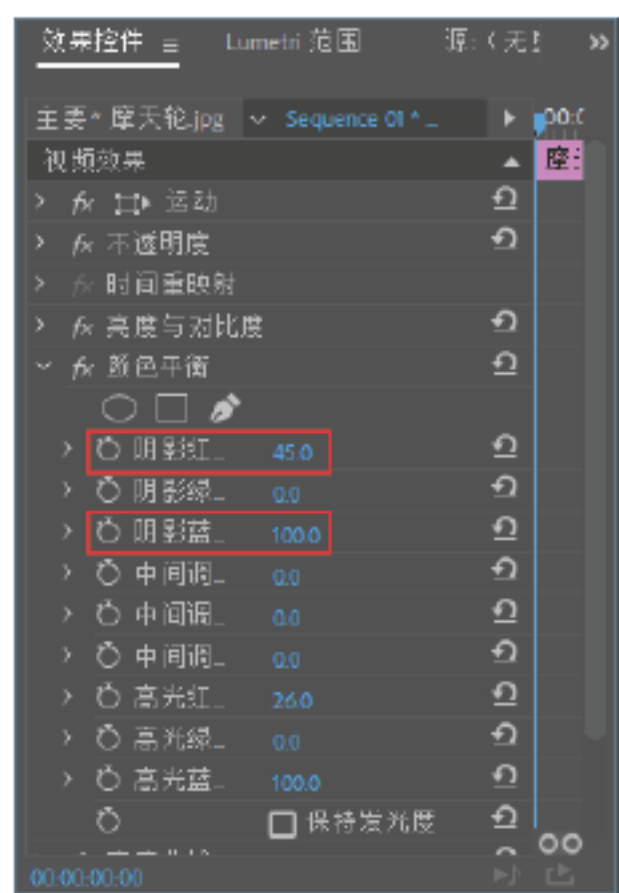 效果控件 ≡ Lumetri 范围 源:（无 »
主要* 摩天轮.jpg Sequence 01 * ... 00:0
视频效果 摩
fx 运动
fx 不透明度
fx 时间重映射
fx 亮度与对比度
fx 颜色平衡
阴影红... 45.0
阴影绿... 0.0
阴影蓝... 100.0
中间调... 0.0
中间调... 0.0
中间调... 0.0
高光红... 26.0
高光绿... 0.0
高光蓝... 100.0
保持发光度
00:00:00:00